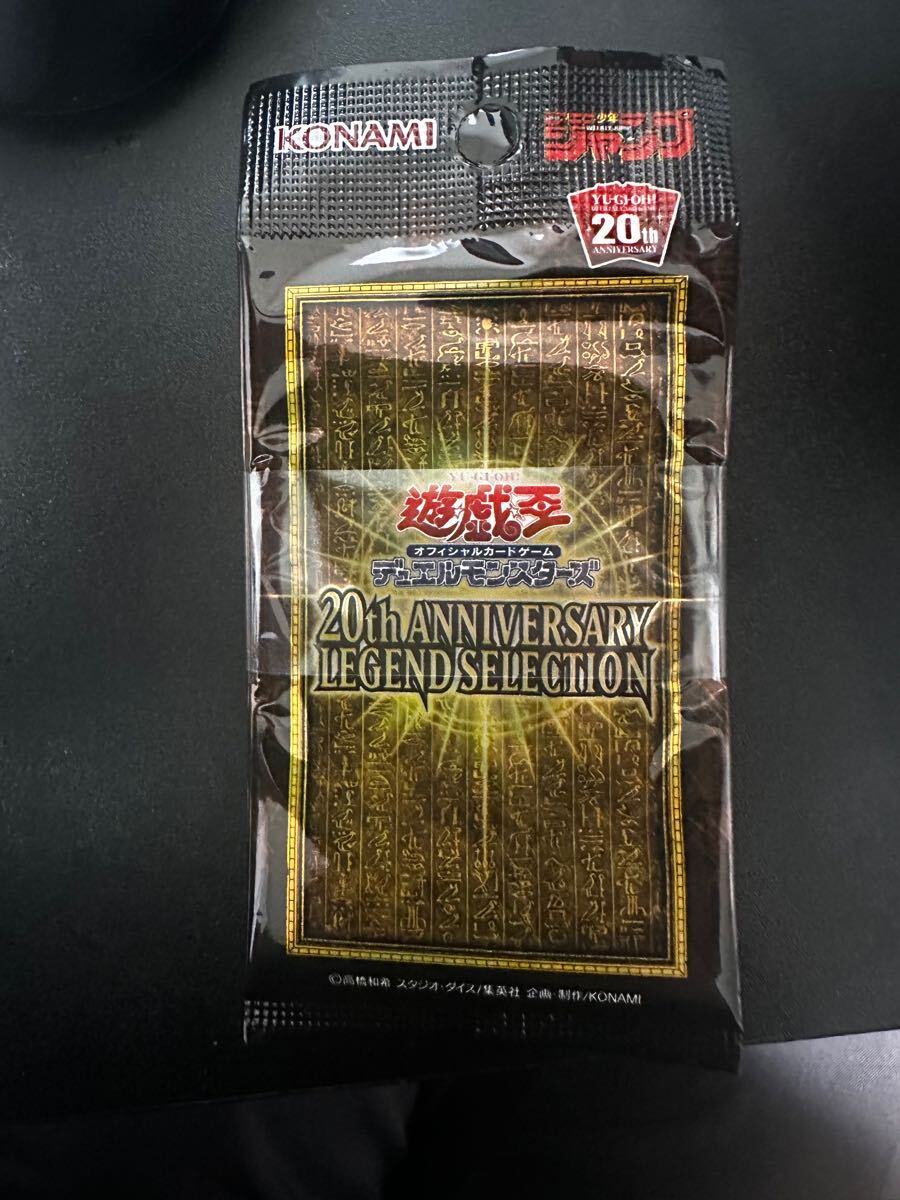 KONAMI
少年
ジャンプ
YU-GI-OH!
20th
ANNIVERSARY
YU-GI-OH!
遊戯王
オフィシャルカードゲーム
デュエルモンスターズ
20th ANNIVERSARY
LEGEND SELECTION
©高橋和希 スタジオ・ダイス/集英社 企画・制作/KONAMI